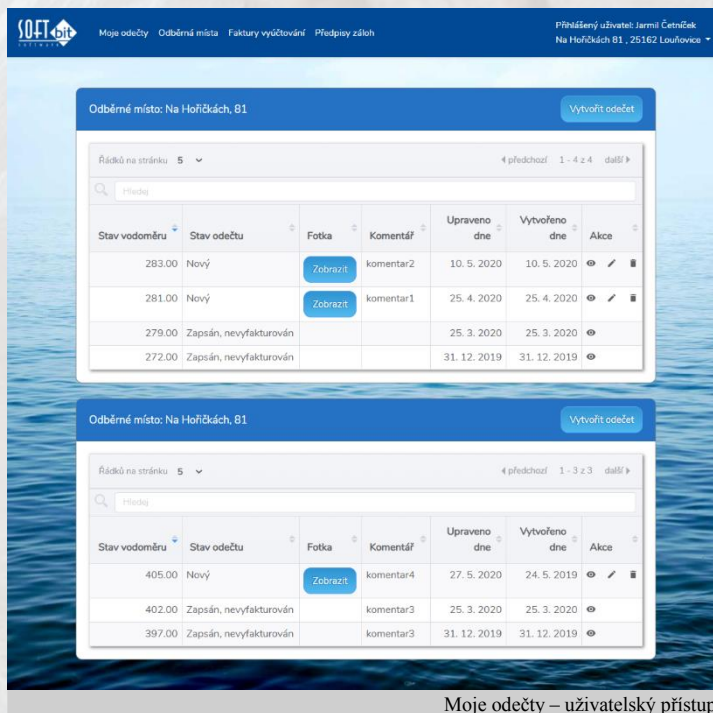 SOFTbit
software
Moje odečty Odběrná místa Faktury vyúčtování Předpisy záloh
Přihlášený uživatel: Jarmil Četníček
Na Hořičkách 81 , 25162 Louňovice
Odběrné místo: Na Hořičkách, 81
Vytvořit odečet
Řádků na stránku 5 předchozí 1 - 4 z 4 další
Hledej
Stav vodoměru Stav odečtu Fotka Komentář Upraveno dne Vytvořeno dne Akce
283.00 Nový Zobrazit komentar2 10. 5. 2020 10. 5. 2020
281.00 Nový Zobrazit komentar1 25. 4. 2020 25. 4. 2020
279.00 Zapsán, nevyfakturován 25. 3. 2020 25. 3. 2020
272.00 Zapsán, nevyfakturován 31. 12. 2019 31. 12. 2019
Odběrné místo: Na Hořičkách, 81
Vytvořit odečet
Řádků na stránku 5 předchozí 1 - 3 z 3 další
Hledej
Stav vodoměru Stav odečtu Fotka Komentář Upraveno dne Vytvořeno dne Akce
405.00 Nový Zobrazit komentar4 27. 5. 2020 24. 5. 2019
402.00 Zapsán, nevyfakturován komentar3 25. 3. 2020 25. 3. 2020
397.00 Zapsán, nevyfakturován komentar3 31. 12. 2019 31. 12. 2019
Moje odečty – uživatelský přístup